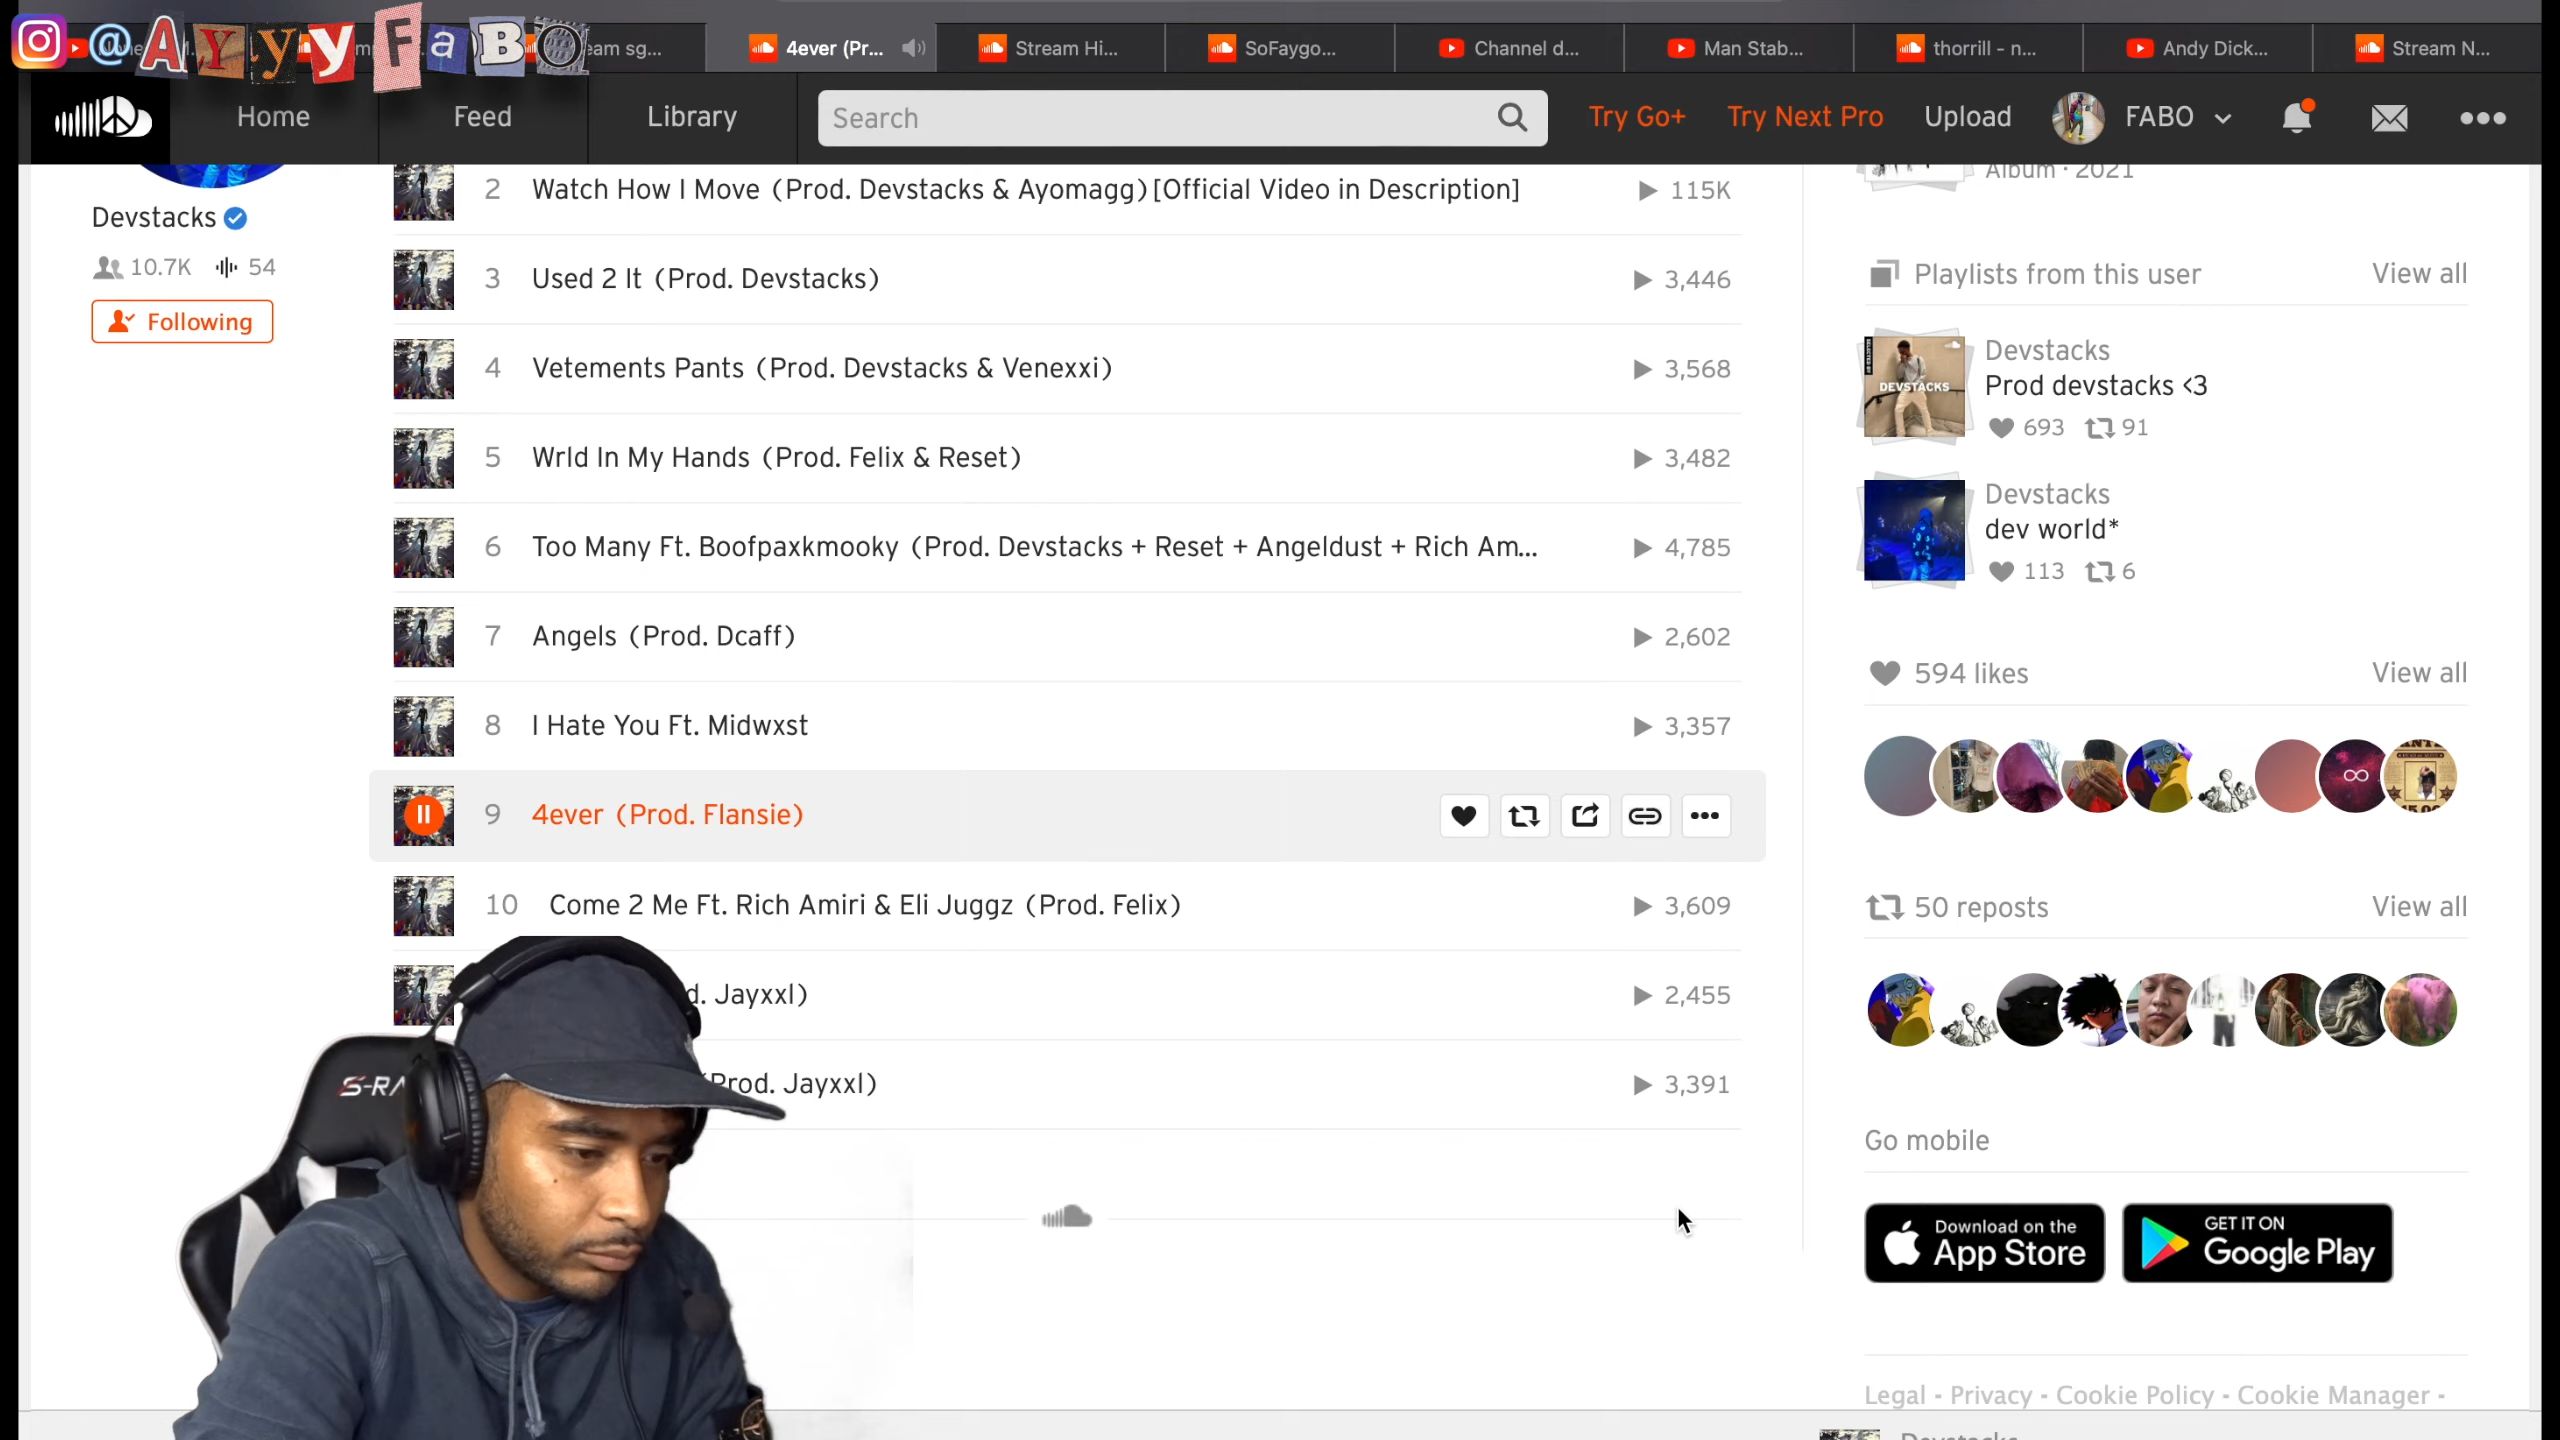 @AYyyFaBO
eam sg...
4ever (Pr...
Stream Hi...
SoFaygo...
Channel d...
Man Stab...
thorrill - n...
Andy Dick...
Stream N...
Home
Feed
Library
Search
Try Go+
Try Next Pro
Upload
FABO
Devstacks
10.7K
54
Following
2 Watch How I Move (Prod. Devstacks & Ayomagg)[Official Video in Description] 115K
3 Used 2 It (Prod. Devstacks) 3,446
4 Vetements Pants (Prod. Devstacks & Venexxi) 3,568
5 Wrld In My Hands (Prod. Felix & Reset) 3,482
6 Too Many Ft. Boofpaxkmooky (Prod. Devstacks + Reset + Angeldust + Rich Am... 4,785
7 Angels (Prod. Dcaff) 2,602
8 I Hate You Ft. Midwxst 3,357
9 4ever (Prod. Flansie)
10 Come 2 Me Ft. Rich Amiri & Eli Juggz (Prod. Felix) 3,609
d. Jayxxl) 2,455
Prod. Jayxxl) 3,391
S-RA
Album · 2021
Playlists from this user View all
DEVSTACKS
Devstacks
Prod devstacks <3
693 91
Devstacks
dev world*
113 6
594 likes View all
50 reposts View all
Go mobile
Download on the
App Store
GET IT ON
Google Play
Legal - Privacy - Cookie Policy - Cookie Manager -
Devstacks